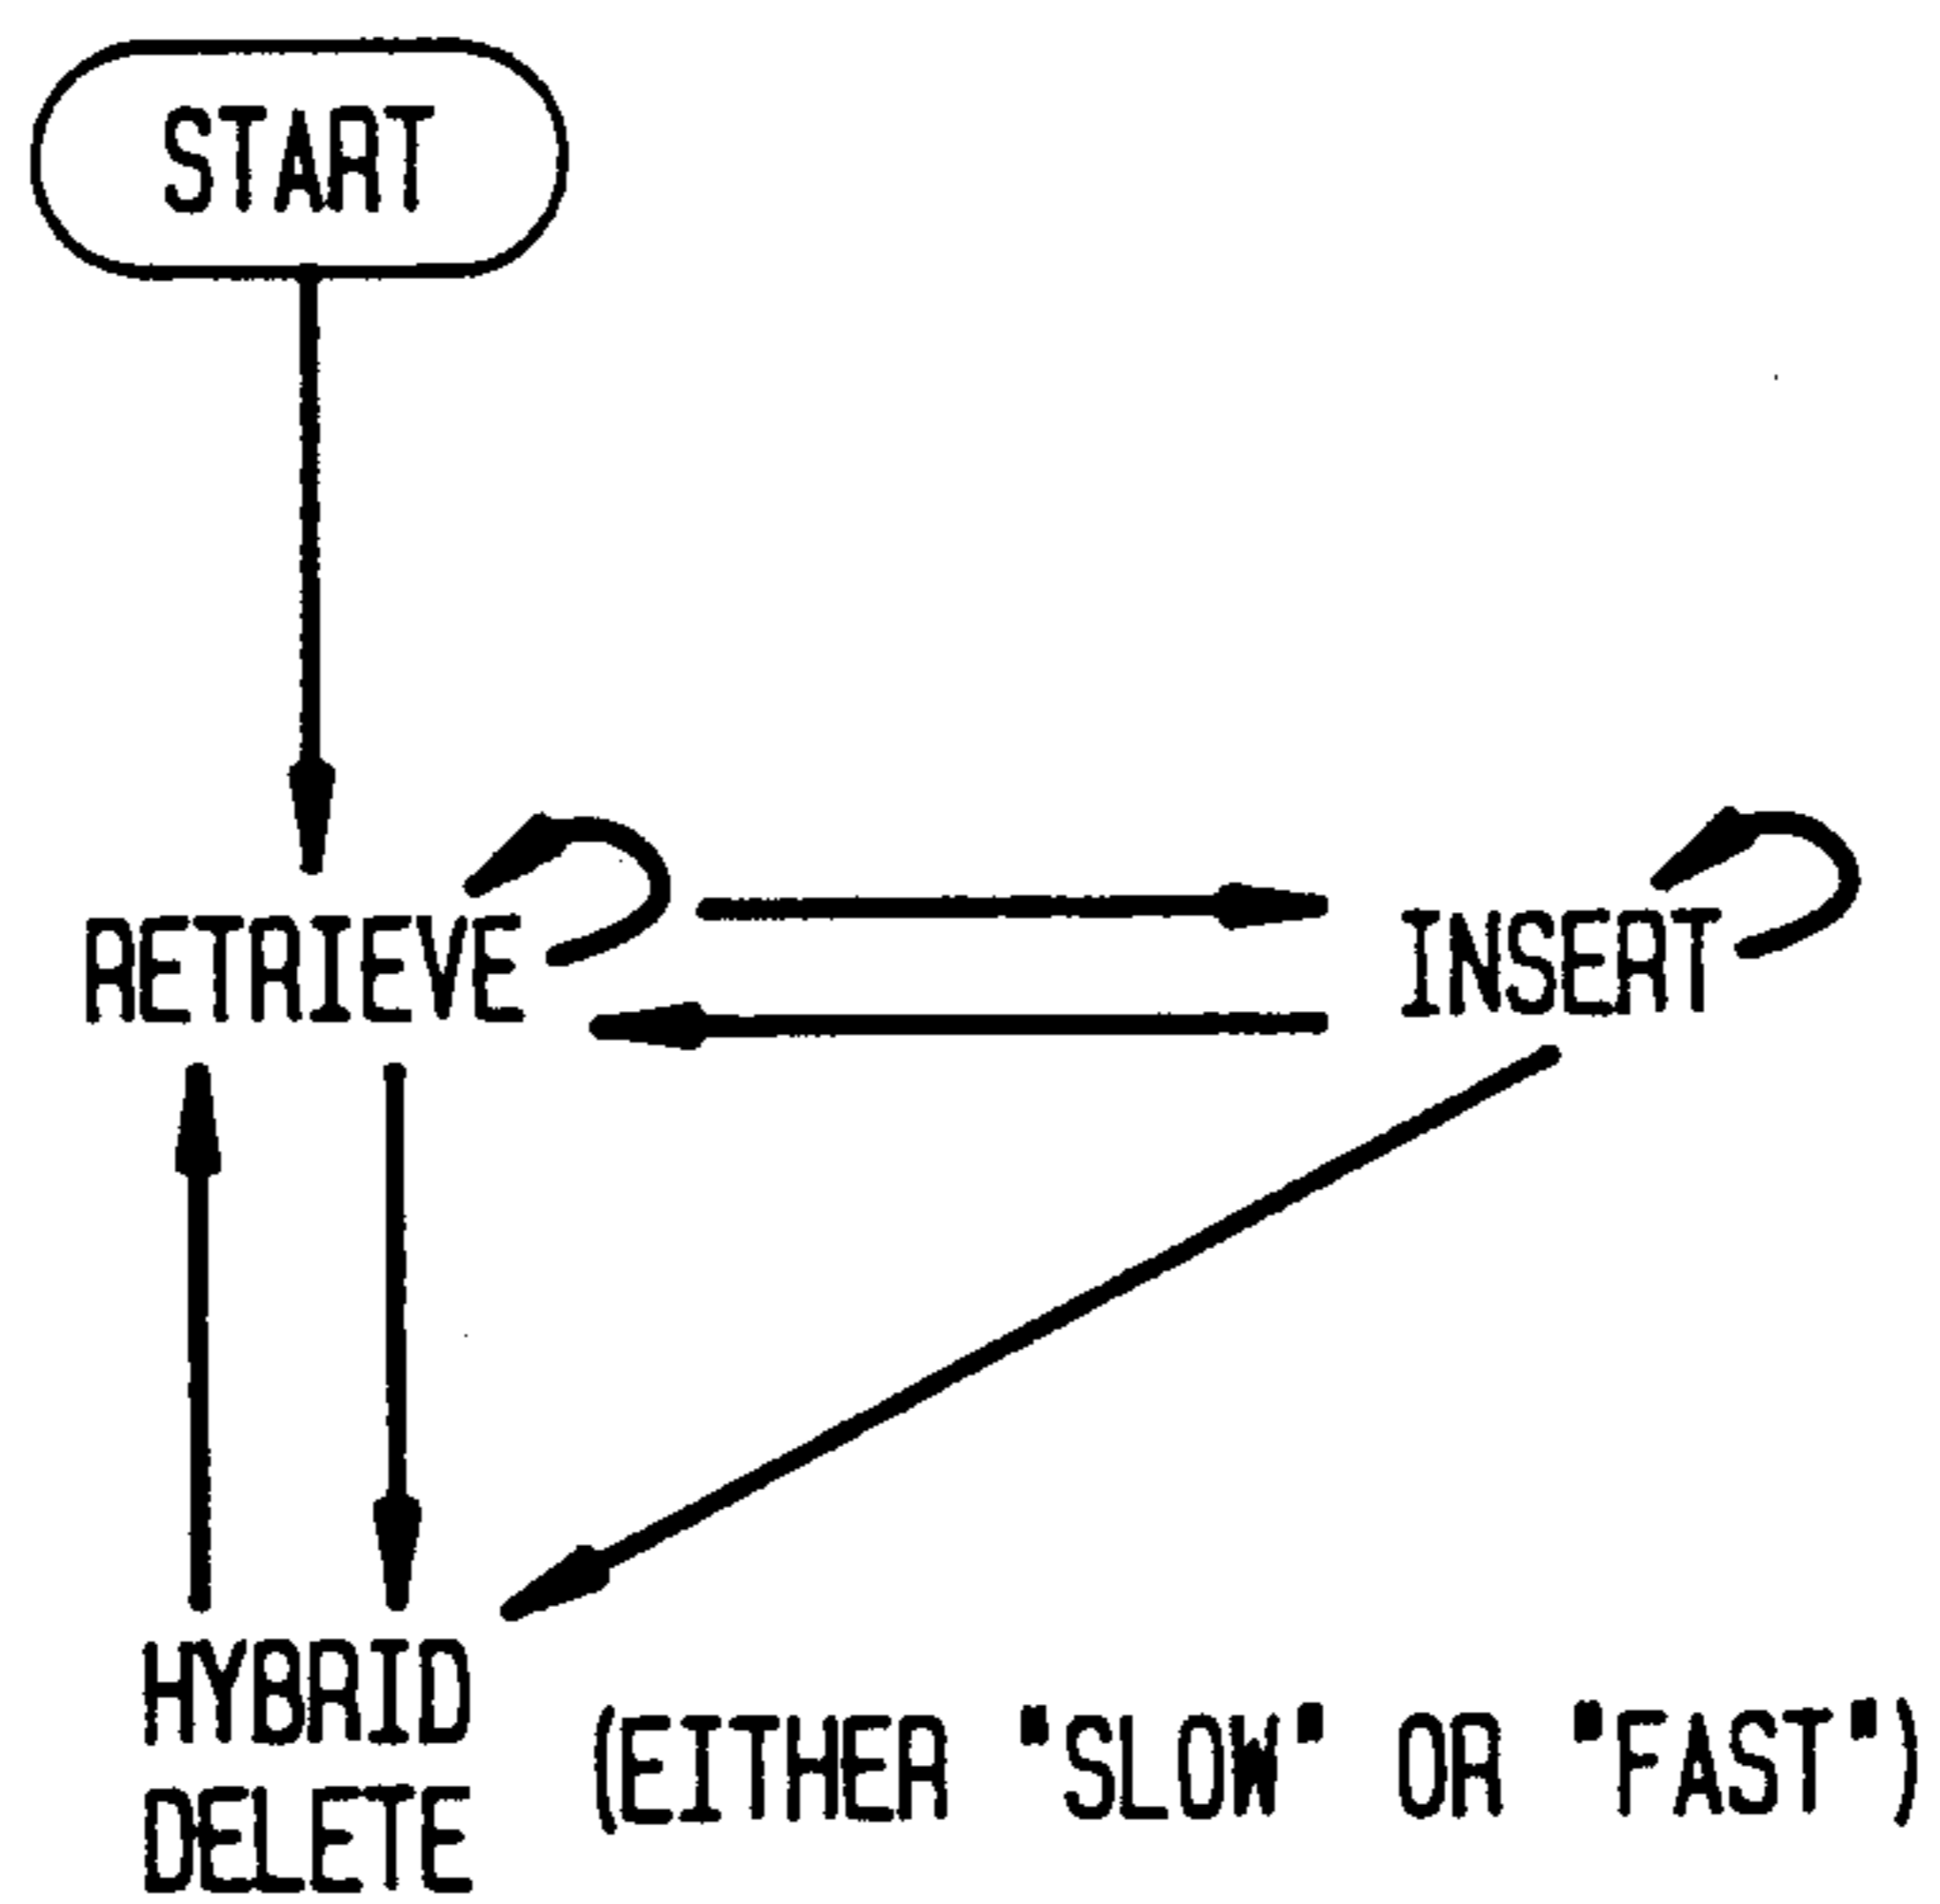 START
RETRIEVE
INSERT
HYBRID
DELETE
(EITHER "SLOW" OR "FAST")